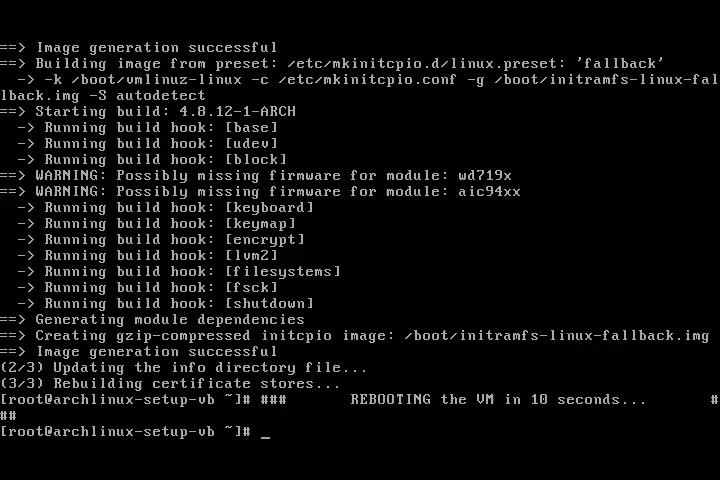 ==> Image generation successful
==> Building image from preset: /etc/mkinitcpio.d/linux.preset: 'fallback'
  -> -k /boot/vmlinuz-linux -c /etc/mkinitcpio.conf -g /boot/initramfs-linux-fal
lback.img -S autodetect
==> Starting build: 4.8.12-1-ARCH
  -> Running build hook: [base]
  -> Running build hook: [udev]
  -> Running build hook: [block]
==> WARNING: Possibly missing firmware for module: wd719x
==> WARNING: Possibly missing firmware for module: aic94xx
  -> Running build hook: [keyboard]
  -> Running build hook: [keymap]
  -> Running build hook: [encrypt]
  -> Running build hook: [lvm2]
  -> Running build hook: [filesystems]
  -> Running build hook: [fsck]
  -> Running build hook: [shutdown]
==> Generating module dependencies
==> Creating gzip-compressed initcpio image: /boot/initramfs-linux-fallback.img
==> Image generation successful
(2/3) Updating the info directory file...
(3/3) Rebuilding certificate stores...
[root@archlinux-setup-vb ~]# ###       REBOOTING the VM in 10 seconds...       #
##
[root@archlinux-setup-vb ~]# _